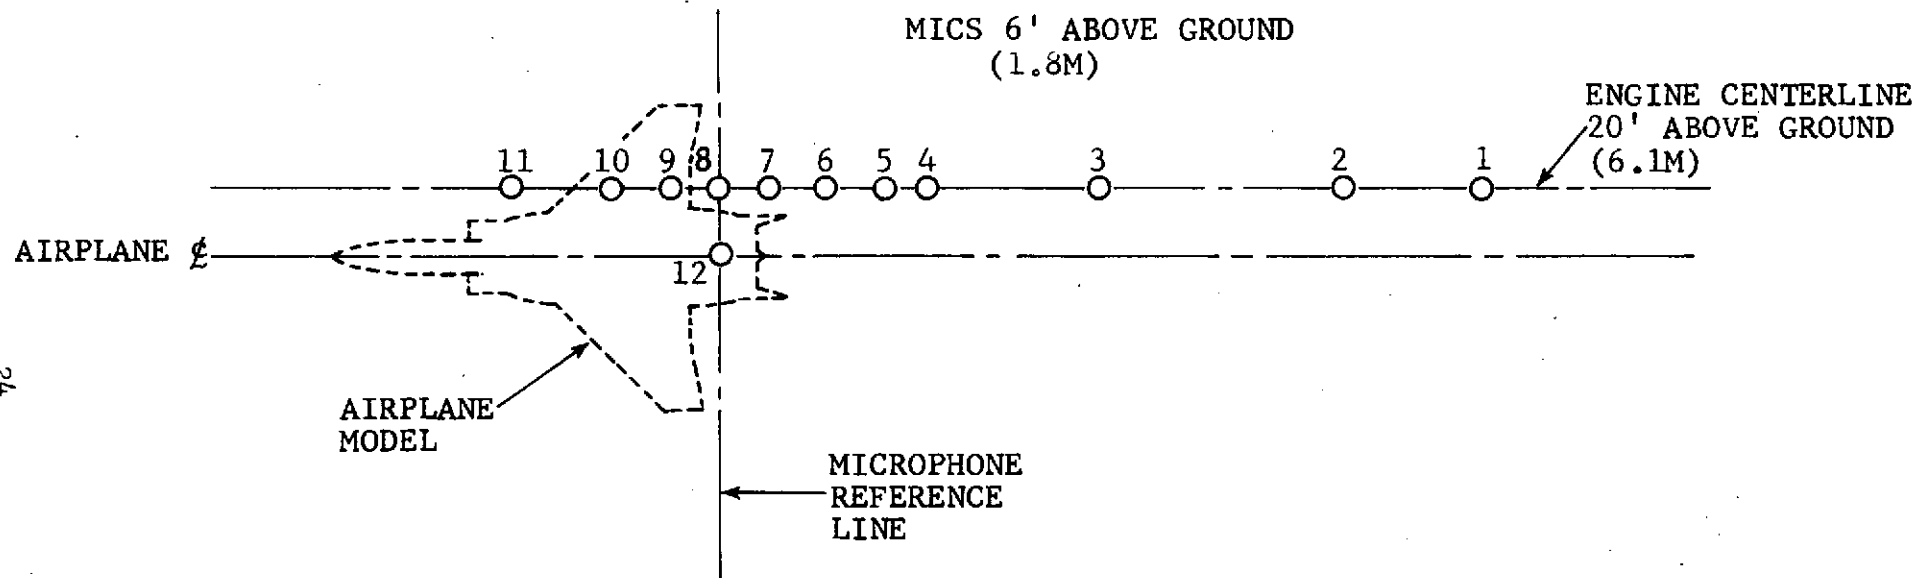 MICS 6' ABOVE GROUND
(1.8M)
ENGINE CENTERLINE
20' ABOVE GROUND
(6.1M)
11 10 9 8 7 6 5 4 3 2 1
AIRPLANE ℄
12
AIRPLANE
MODEL
MICROPHONE
REFERENCE
LINE
24